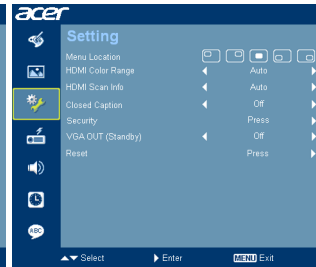 acer
Setting
Menu Location
HDMI Color Range Auto
HDMI Scan Info Auto
Closed Caption Off
Security Press
VGA OUT (Standby) Off
Reset Press
ABC
Select Enter MENU Exit